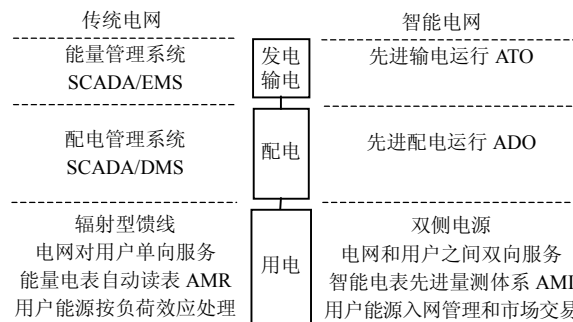 传统电网
智能电网
能量管理系统
SCADA/EMS
发电
输电
先进输电运行 ATO
配电管理系统
SCADA/DMS
配电
先进配电运行 ADO
辐射型馈线
电网对用户单向服务
能量电表自动读表 AMR
用户能源按负荷效应处理
用电
双侧电源
电网和用户之间双向服务
智能电表先进量测体系 AMI
用户能源入网管理和市场交易